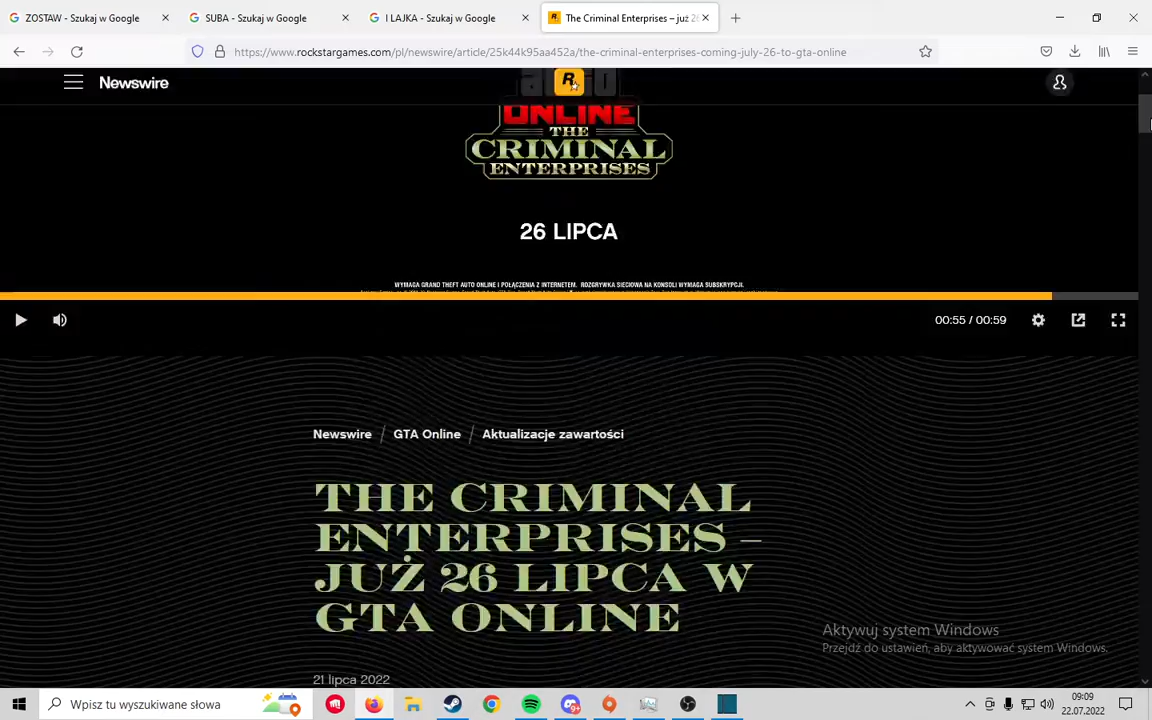 ZOSTAW - Szukaj w Google
SUBA - Szukaj w Google
I LAJKA - Szukaj w Google
The Criminal Enterprises – już 2
https://www.rockstargames.com/pl/newswire/article/25k44k95aa452a/the-criminal-enterprises-coming-july-26-to-gta-online
Newswire
ONLINE
THE
CRIMINAL
ENTERPRISES
26 LIPCA
WYMAGA GRAND THEFT AUTO ONLINE I POŁĄCZENIA Z INTERNETEM. ROZGRYWKA SIECIOWA NA KONSOLI WYMAGA SUBSKRYPCJI.
00:55 / 00:59
Newswire / GTA Online / Aktualizacje zawartości
THE CRIMINAL
ENTERPRISES –
JUŻ 26 LIPCA W
GTA ONLINE
21 lipca 2022
Aktywuj system Windows
Przejdź do ustawień, aby aktywować system Windows.
Wpisz tu wyszukiwane słowa
09:09
22.07.2022